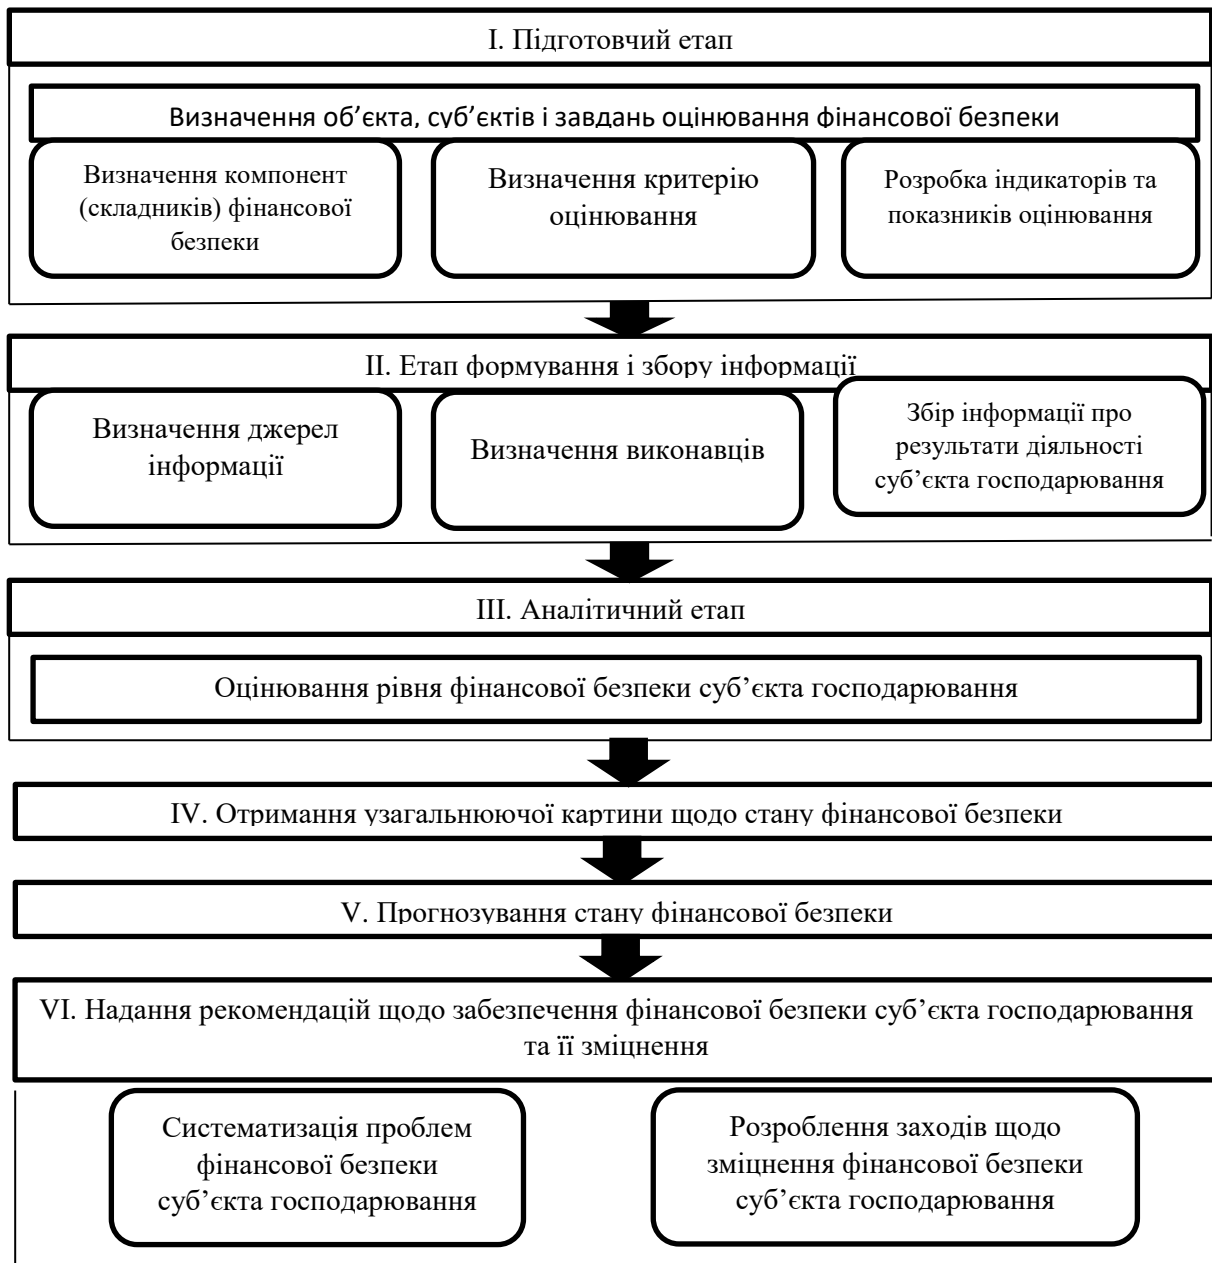 I. Підготовчий етап
Визначення об’єкта, суб’єктів і завдань оцінювання фінансової безпеки
Визначення компонент
(складників) фінансової
безпеки
Визначення критерію
оцінювання
Розробка індикаторів та
показників оцінювання
II. Етап формування і збору інформації
Визначення джерел
інформації
Визначення виконавців
Збір інформації про
результати діяльності
суб’єкта господарювання
III. Аналітичний етап
Оцінювання рівня фінансової безпеки суб’єкта господарювання
IV. Отримання узагальнюючої картини щодо стану фінансової безпеки
V. Прогнозування стану фінансової безпеки
VI. Надання рекомендацій щодо забезпечення фінансової безпеки суб’єкта господарювання
та її зміцнення
Систематизація проблем
фінансової безпеки
суб’єкта господарювання
Розроблення заходів щодо
зміцнення фінансової безпеки
суб’єкта господарювання